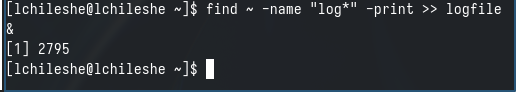 [lchileshe@lchileshe ~]$ find ~ -name "log*" -print >> logfile
&
[1] 2795
[lchileshe@lchileshe ~]$